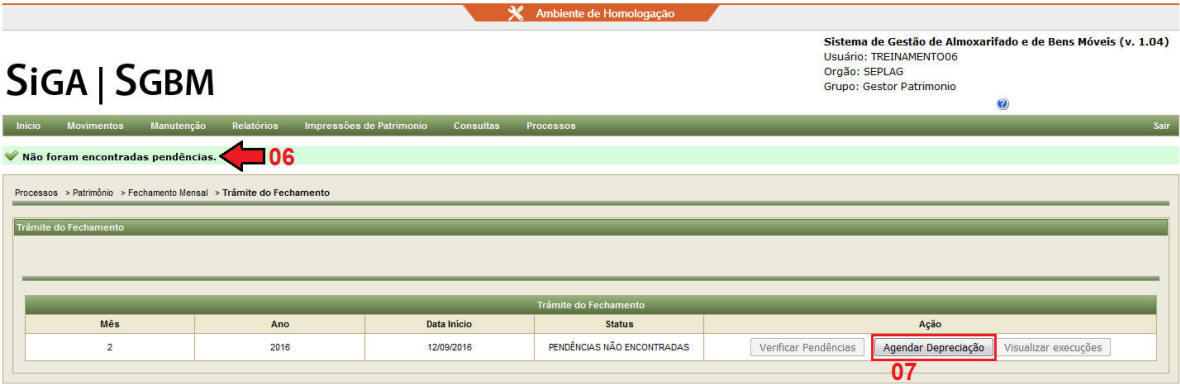 Ambiente de Homologação
Sistema de Gestão de Almoxarifado e de Bens Móveis (v. 1.04)
Usuário: TREINAMENTO06
Orgão: SEPLAG
Grupo: Gestor Patrimonio
SiGA | SGBM
?
Inicio Movimentos Manutenção Relatórios Impressões de Patrimonio Consultas Processos Sair
Não foram encontradas pendências. 06
Processos > Patrimônio > Fechamento Mensal > Trâmite do Fechamento
Trâmite do Fechamento
Trâmite do Fechamento
Mês Ano Data Início Status Ação
2 2016 12/09/2016 PENDÊNCIAS NÃO ENCONTRADAS Verificar Pendências Agendar Depreciação Visualizar execuções
07